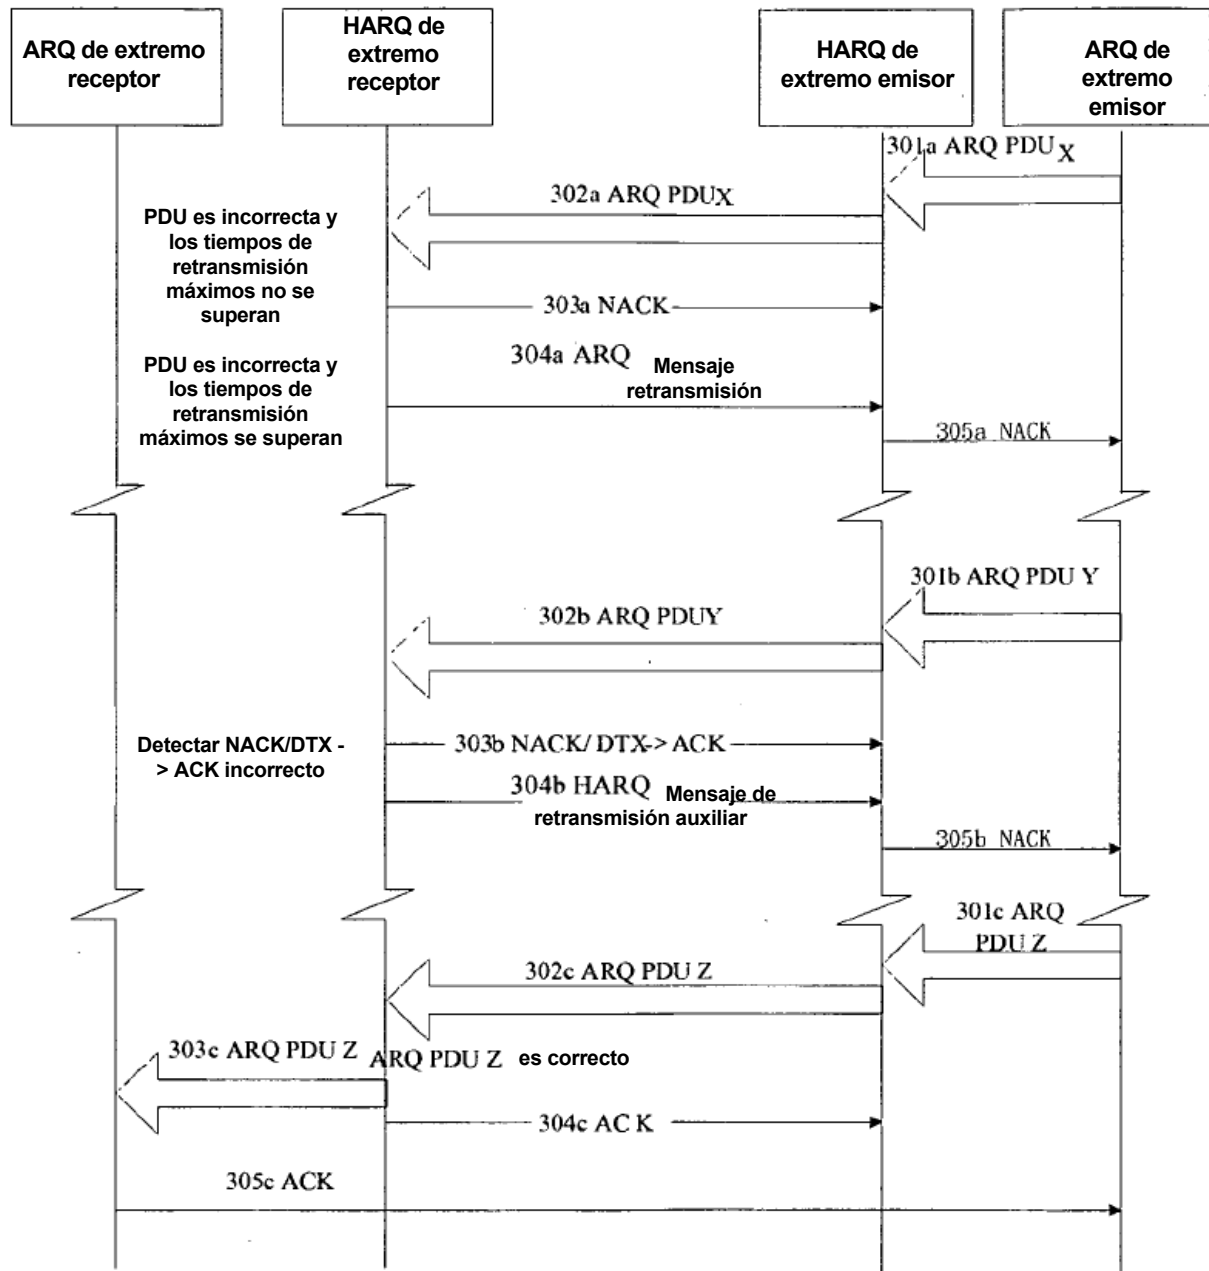 ARQ de extremo
receptor
HARQ de
extremo
receptor
HARQ de
extremo emisor
ARQ de
extremo
emisor
301a ARQ PDU X
302a ARQ PDUX
PDU es incorrecta y
los tiempos de
retransmisión
máximos no se
superan
303a NACK
304a ARQ Mensaje
retransmisión
PDU es incorrecta y
los tiempos de
retransmisión
máximos se superan
305a NACK
301b ARQ PDU Y
302b ARQ PDUY
Detectar NACK/DTX -
> ACK incorrecto
303b NACK/ DTX-> ACK
304b HARQ Mensaje de
retransmisión auxiliar
305b NACK
301c ARQ
PDU Z
302c ARQ PDU Z
303c ARQ PDU Z
ARQ PDU Z es correcto
304c AC K
305c ACK